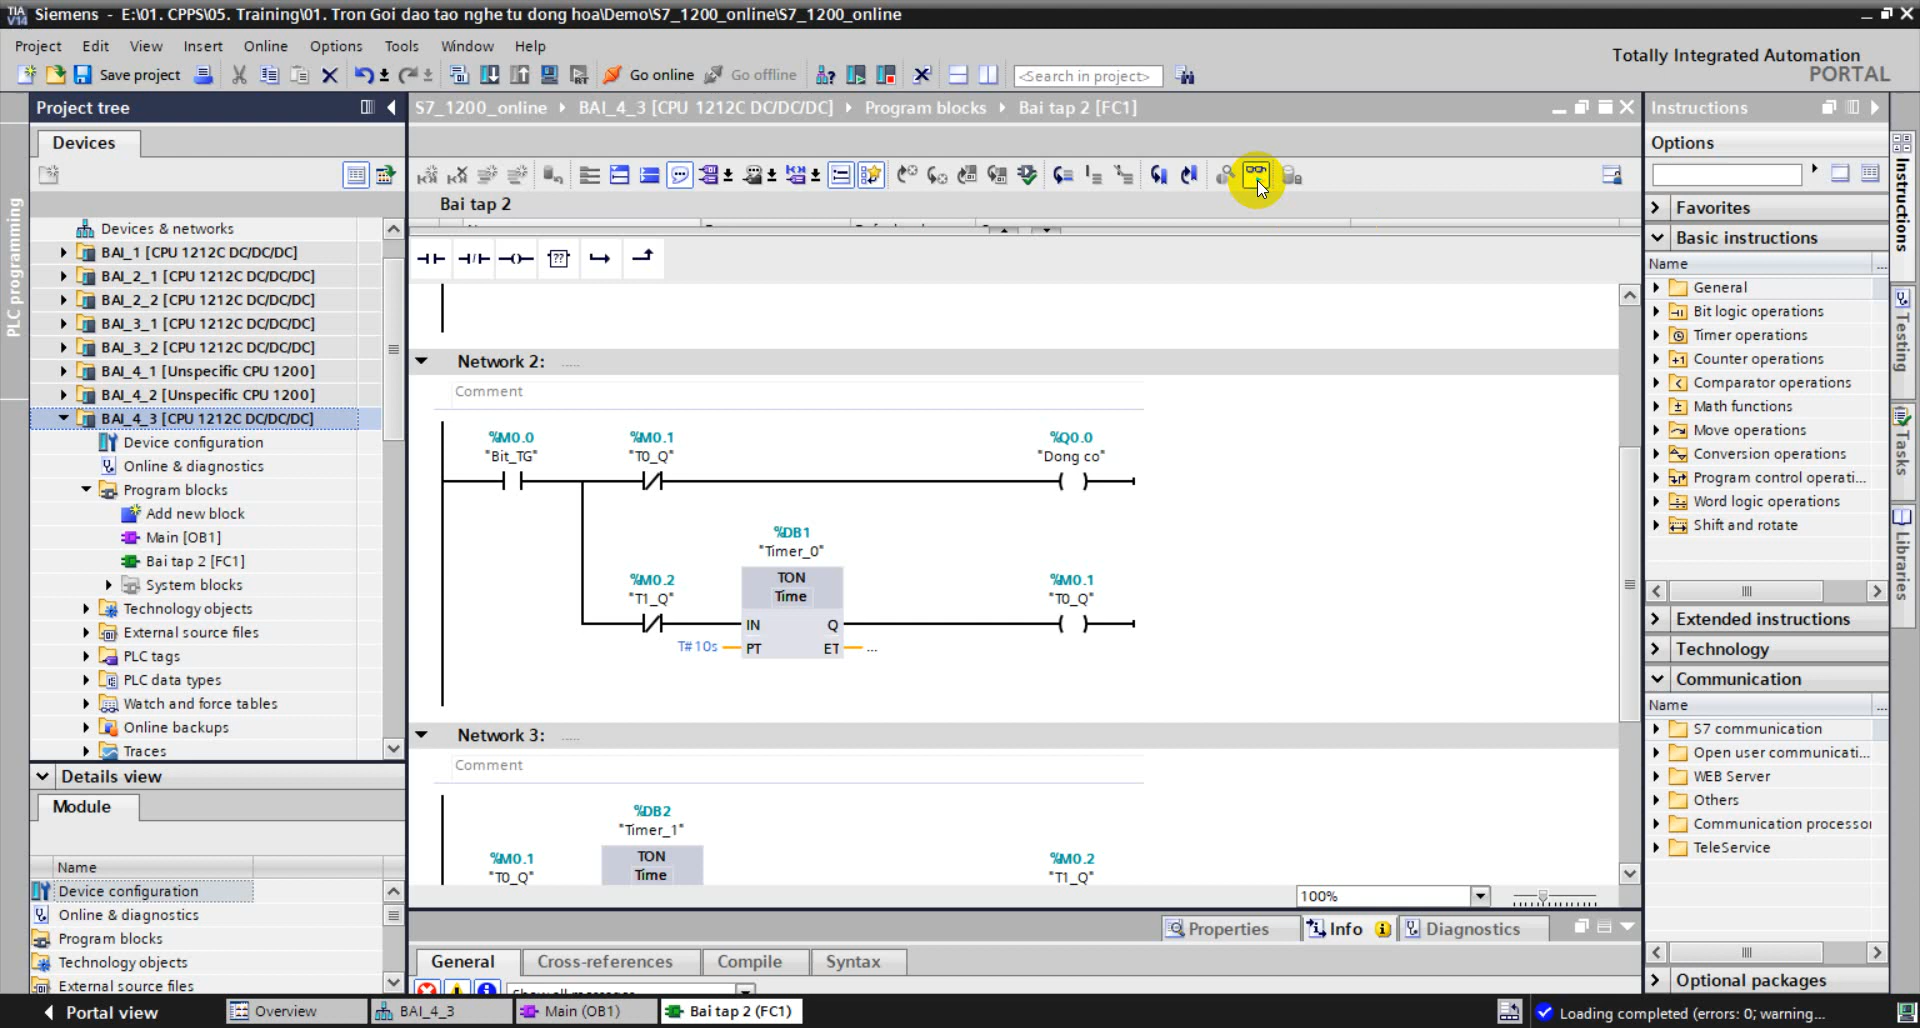 TIA V14 Siemens - E:\01. CPPS\05. Training\01. Tron Goi dao tao nghe tu dong hoa\Demo\S7_1200_online\S7_1200_online
Project Edit View Insert Online Options Tools Window Help
Totally Integrated Automation
PORTAL
Save project Go online Go offline <Search in project>
Project tree
S7_1200_online BAI_4_3 [CPU 1212C DC/DC/DC] Program blocks Bai tap 2 [FC1]
Instructions
Devices
Options
Bai tap 2
PLC programming
Devices & networks
BAI_1 [CPU 1212C DC/DC/DC]
BAI_2_1 [CPU 1212C DC/DC/DC]
BAI_2_2 [CPU 1212C DC/DC/DC]
BAI_3_1 [CPU 1212C DC/DC/DC]
BAI_3_2 [CPU 1212C DC/DC/DC]
BAI_4_1 [Unspecific CPU 1200]
BAI_4_2 [Unspecific CPU 1200]
BAI_4_3 [CPU 1212C DC/DC/DC]
Device configuration
Online & diagnostics
Program blocks
Add new block
Main [OB1]
Bai tap 2 [FC1]
System blocks
Technology objects
External source files
PLC tags
PLC data types
Watch and force tables
Online backups
Traces
Details view
Module
Name
Device configuration
Online & diagnostics
Program blocks
Technology objects
External source files
??
Network 2: .....
Comment
%M0.0 %M0.1 %Q0.0
"Bit_TG" "T0_Q" "Dong co"
%DB1
"Timer_0"
%M0.2 TON %M0.1
"T1_Q" Time "T0_Q"
IN Q
T#10s PT ET ...
Network 3: .....
Comment
%DB2
"Timer_1"
%M0.1 TON %M0.2
"T0_Q" Time "T1_Q"
100%
Properties Info Diagnostics
General Cross-references Compile Syntax
Show all messages
Favorites
Basic instructions
Name ...
General
Bit logic operations
Timer operations
Counter operations
Comparator operations
Math functions
Move operations
Conversion operations
Program control operati...
Word logic operations
Shift and rotate
Extended instructions
Technology
Communication
Name ...
S7 communication
Open user communicati...
WEB Server
Others
Communication processor
TeleService
Optional packages
Instructions
Testing
Tasks
Libraries
Portal view Overview BAI_4_3 Main (OB1) Bai tap 2 (FC1) Loading completed (errors: 0; warning...